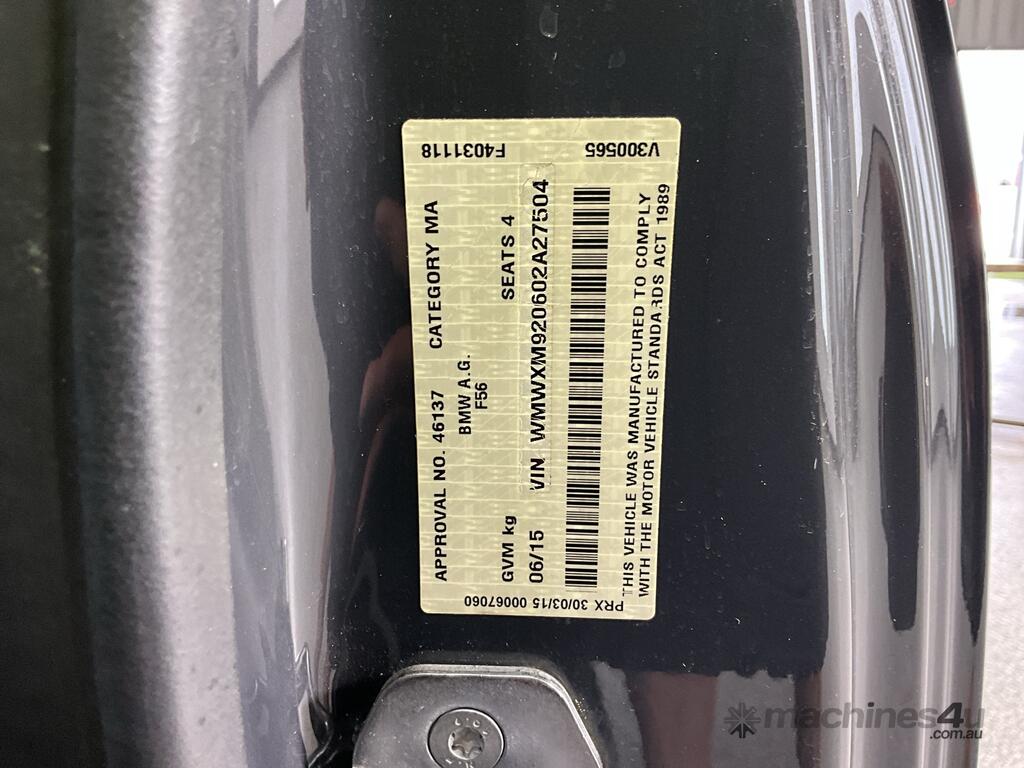 F4031118 V300565
APPROVAL NO. 46137 CATEGORY MA
BMW A.G.
F56
GVM kg SEATS 4
06/15 VIN WMWXM920602A27504
THIS VEHICLE WAS MANUFACTURED TO COMPLY
WITH THE MOTOR VEHICLE STANDARDS ACT 1989
PRX 30/03/15 00067060
machines4u
.com.au